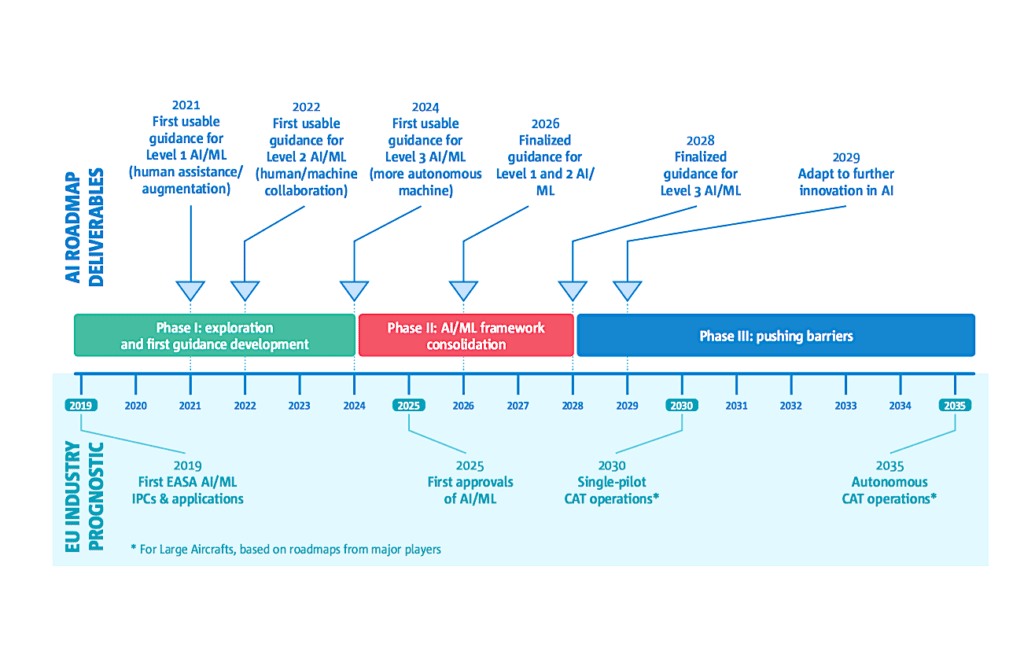 AI ROADMAP
DELIVERABLES
2021
First usable
guidance for
Level 1 AI/ML
(human assistance/
augmentation)
2022
First usable
guidance for
Level 2 AI/ML
(human/machine
collaboration)
2024
First usable
guidance for
Level 3 AI/ML
(more autonomous
machine)
2026
Finalized
guidance for
Level 1 and 2 AI/
ML
2028
Finalized
guidance for
Level 3 AI/ML
2029
Adapt to further
innovation in AI
Phase I: exploration
and first guidance development
Phase II: AI/ML framework
consolidation
Phase III: pushing barriers
2019 2020 2021 2022 2023 2024 2025 2026 2027 2028 2029 2030 2031 2032 2033 2034 2035
EU INDUSTRY
PROGNOSTIC
2019
First EASA AI/ML
IPCs & applications
2025
First approvals
of AI/ML
2030
Single-pilot
CAT operations*
2035
Autonomous
CAT operations*
* For Large Aircrafts, based on roadmaps from major players